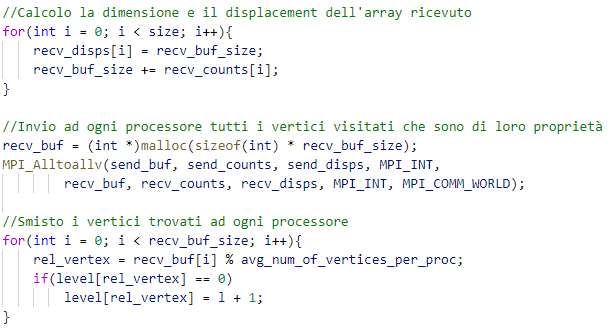 //Calcolo la dimensione e il displacement dell'array ricevuto
for(int i = 0; i < size; i++){
    recv_disps[i] = recv_buf_size;
    recv_buf_size += recv_counts[i];
}

//Invio ad ogni processore tutti i vertici visitati che sono di loro proprietà
recv_buf = (int *)malloc(sizeof(int) * recv_buf_size);
MPI_Alltoallv(send_buf, send_counts, send_disps, MPI_INT,
        recv_buf, recv_counts, recv_disps, MPI_INT, MPI_COMM_WORLD);

//Smisto i vertici trovati ad ogni processore
for(int i = 0; i < recv_buf_size; i++){
    rel_vertex = recv_buf[i] % avg_num_of_vertices_per_proc;
    if(level[rel_vertex] == 0)
        level[rel_vertex] = l + 1;
}